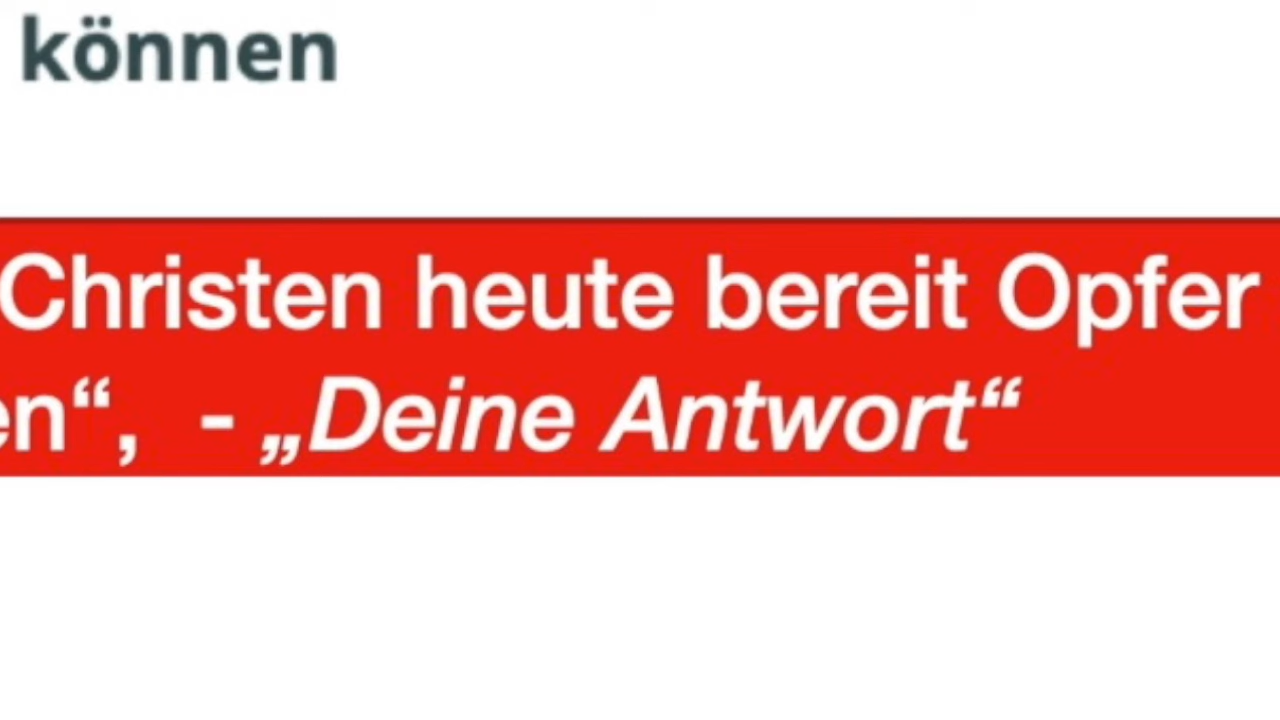 können
Christen heute bereit Opfer
en“, - „Deine Antwort“